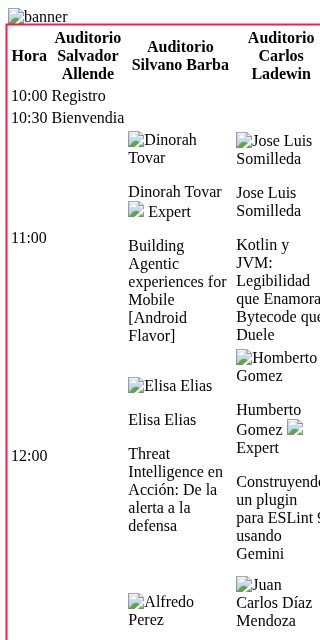 banner
Hora
Auditorio
Salvador
Allende
Auditorio
Silvano Barba
Auditorio
Carlos
Ladewin
10:00 Registro
10:30 Bienvendia
11:00
Dinorah
Tovar
Dinorah Tovar
Expert
Building
Agentic
experiences for
Mobile
[Android
Flavor]
Jose Luis
Somilleda
Jose Luis
Somilleda
Kotlin y
JVM:
Legibilidad
que Enamora
Bytecode que
Duele
12:00
Elisa Elias
Elisa Elias
Threat
Intelligence en
Acción: De la
alerta a la
defensa
Homberto
Gomez
Humberto
Gomez
Expert
Construyendo
un plugin
para ESLint 9
usando
Gemini
Alfredo
Perez
Juan
Carlos Díaz
Mendoza